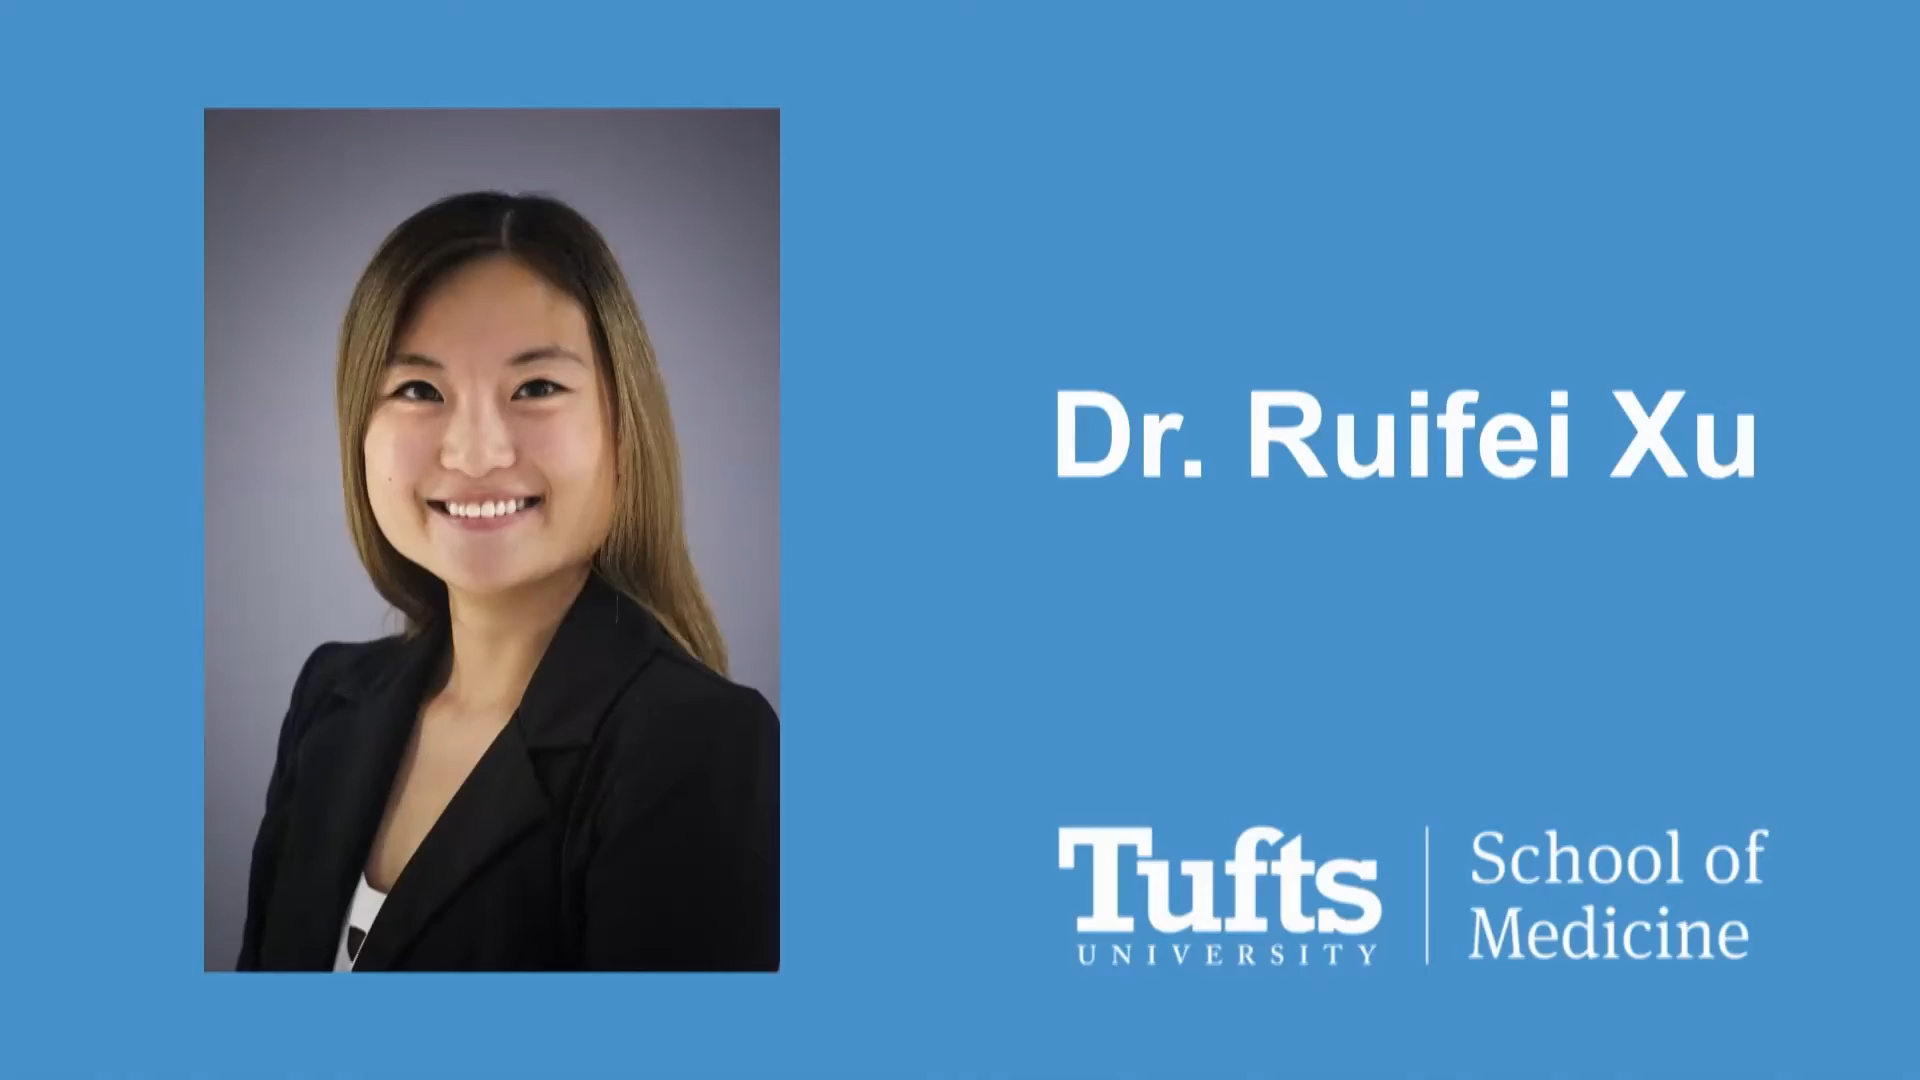 Dr. Ruifei Xu
Tufts
UNIVERSITY
School of
Medicine